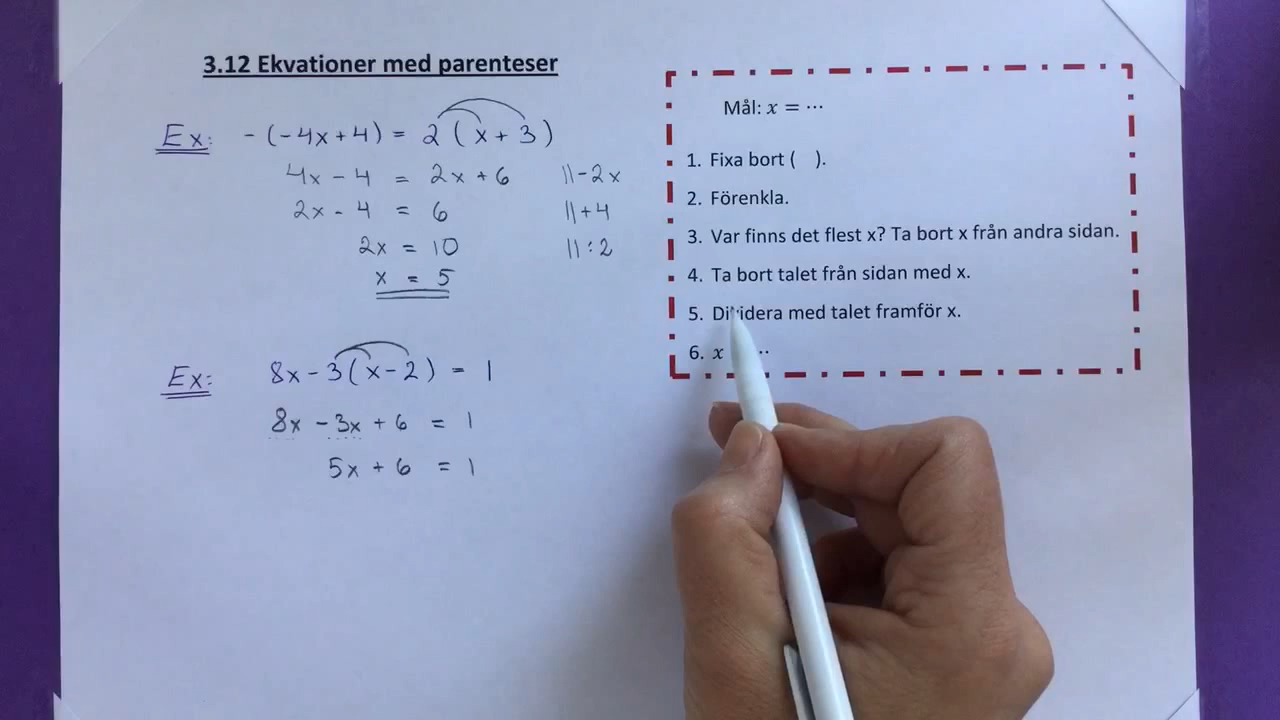 3.12 Ekvationer med parenteser
Ex: -(-4x+4) = 2(x+3)
4x - 4 = 2x + 6 ||-2x
2x - 4 = 6 ||+4
2x = 10 ||:2
x = 5
Ex: 8x - 3(x-2) = 1
8x - 3x + 6 = 1
5x + 6 = 1
Mål: x = ⋯
1. Fixa bort ( ).
2. Förenkla.
3. Var finns det flest x? Ta bort x från andra sidan.
4. Ta bort talet från sidan med x.
5. Dividera med talet framför x.
6. x